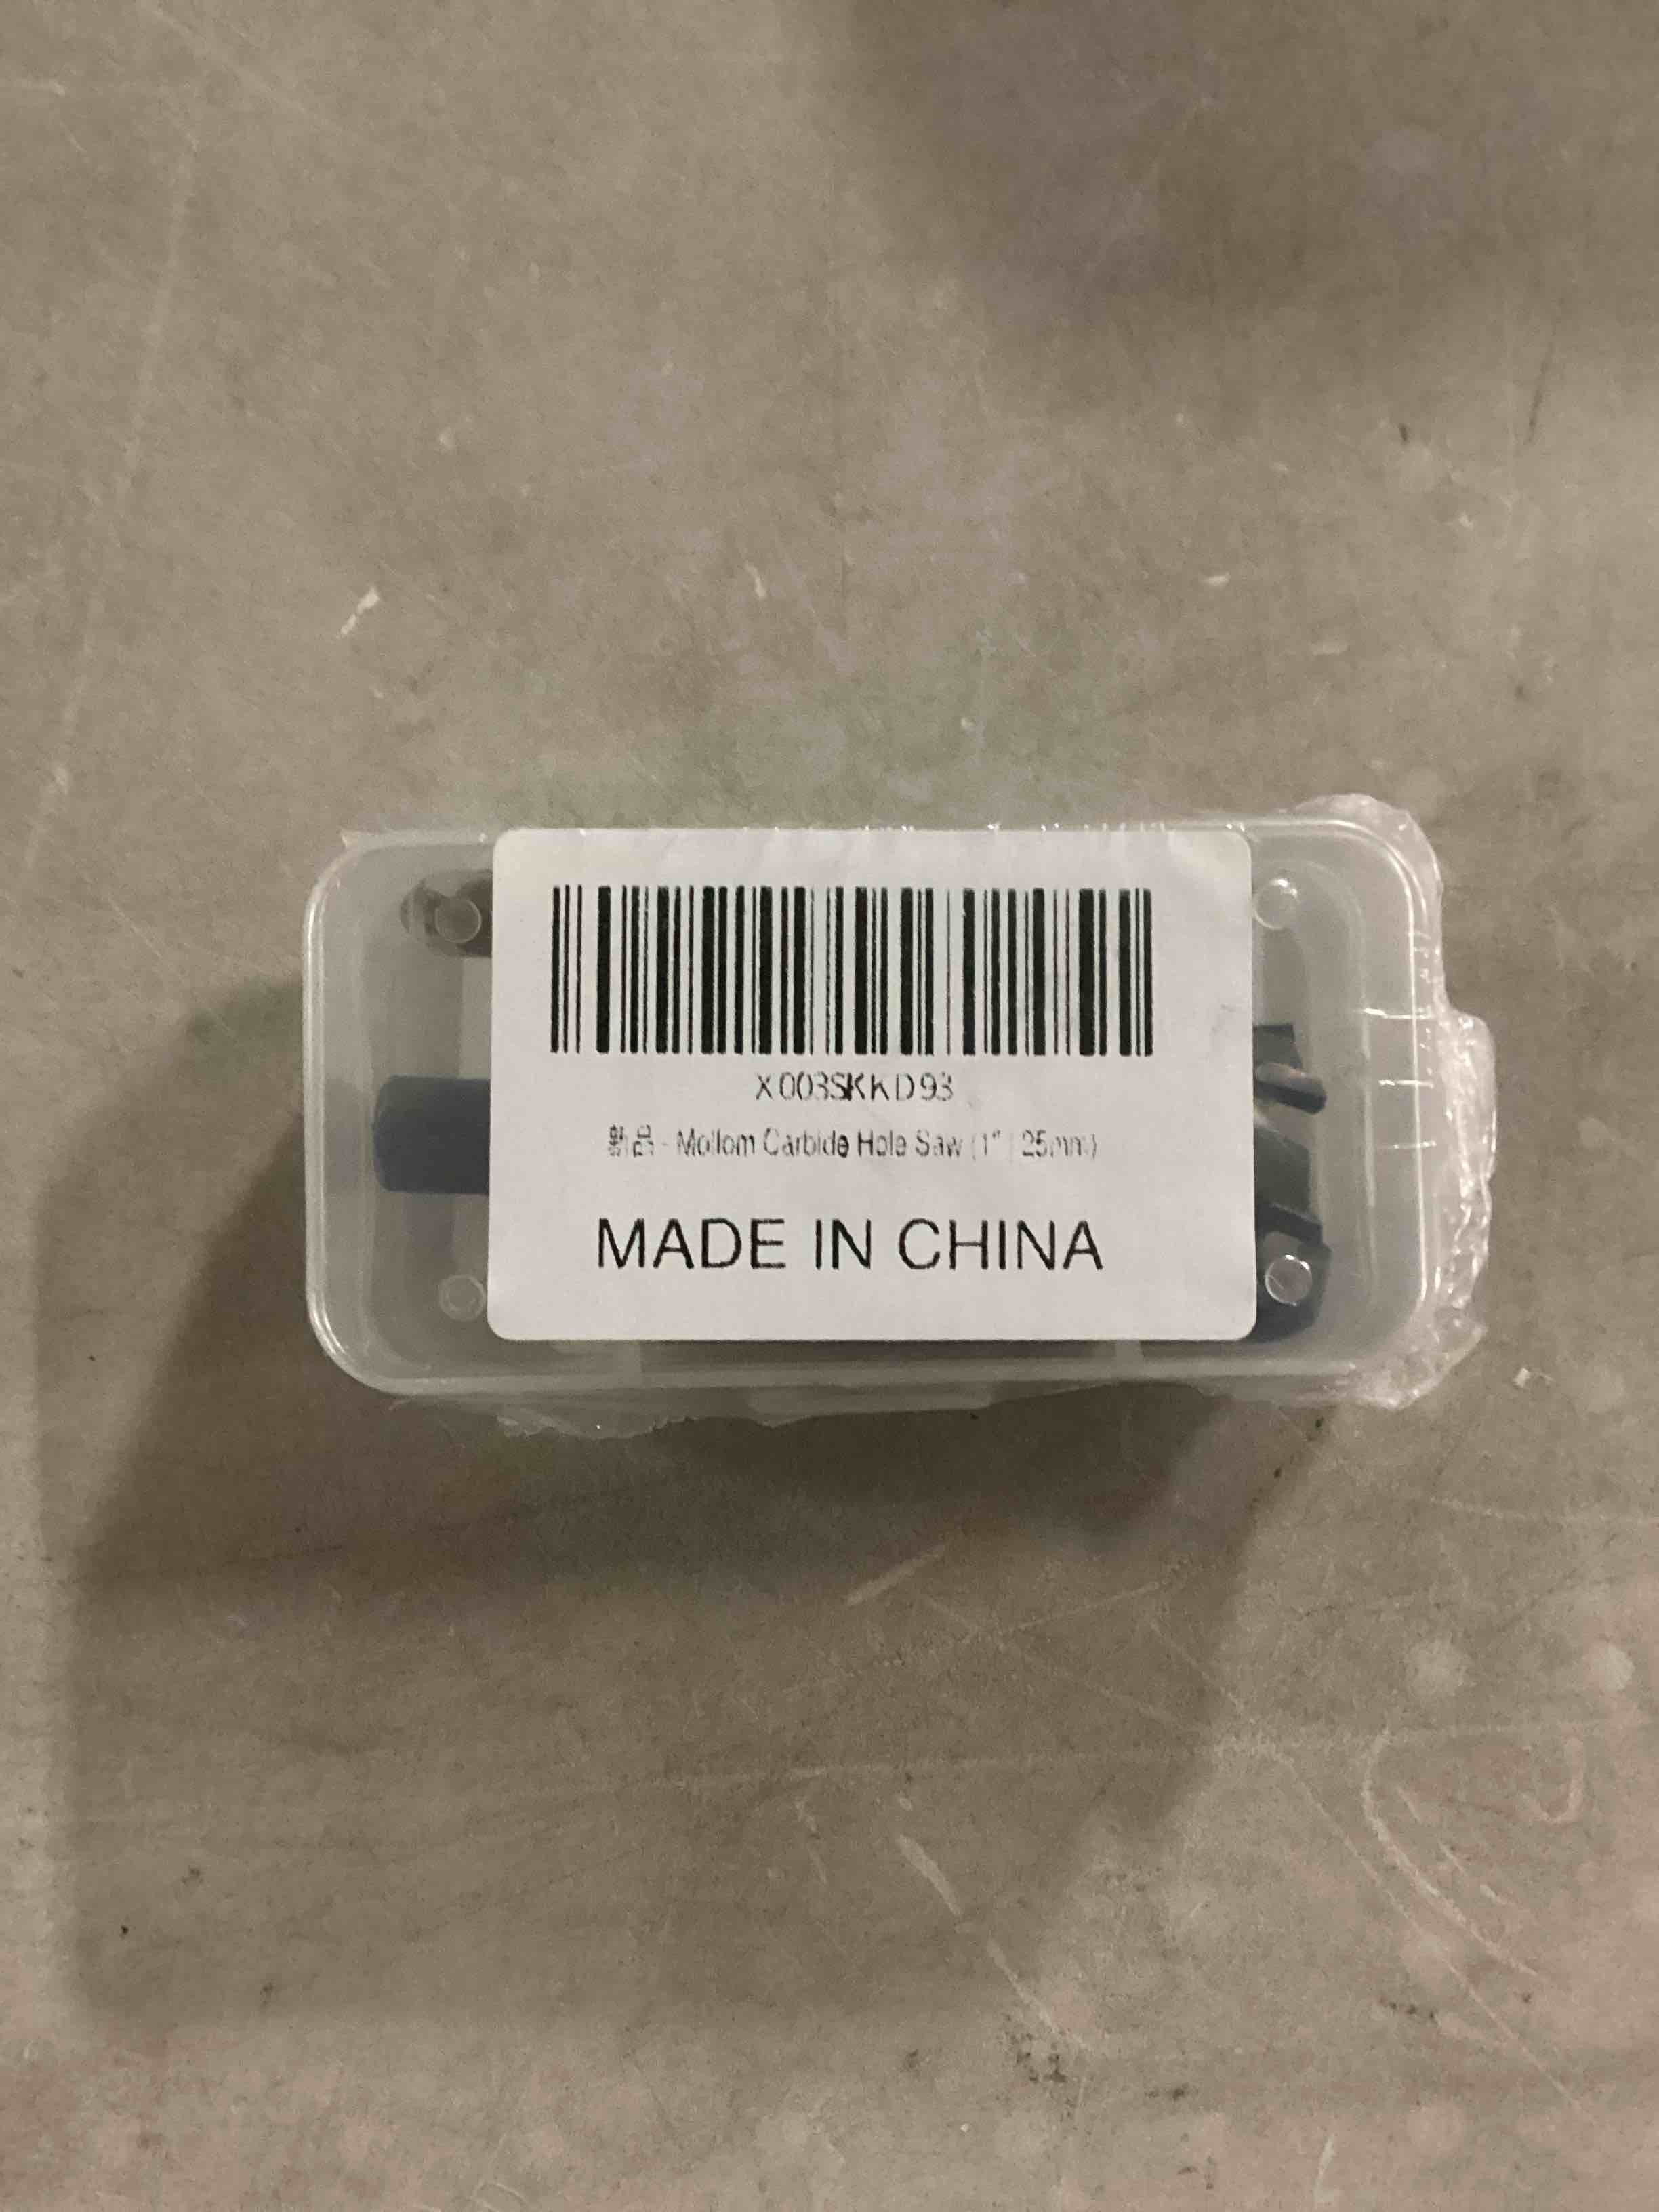 X003SKKD93
新品 - Mollom Carbide Hole Saw (1" | 25mm)
MADE IN CHINA